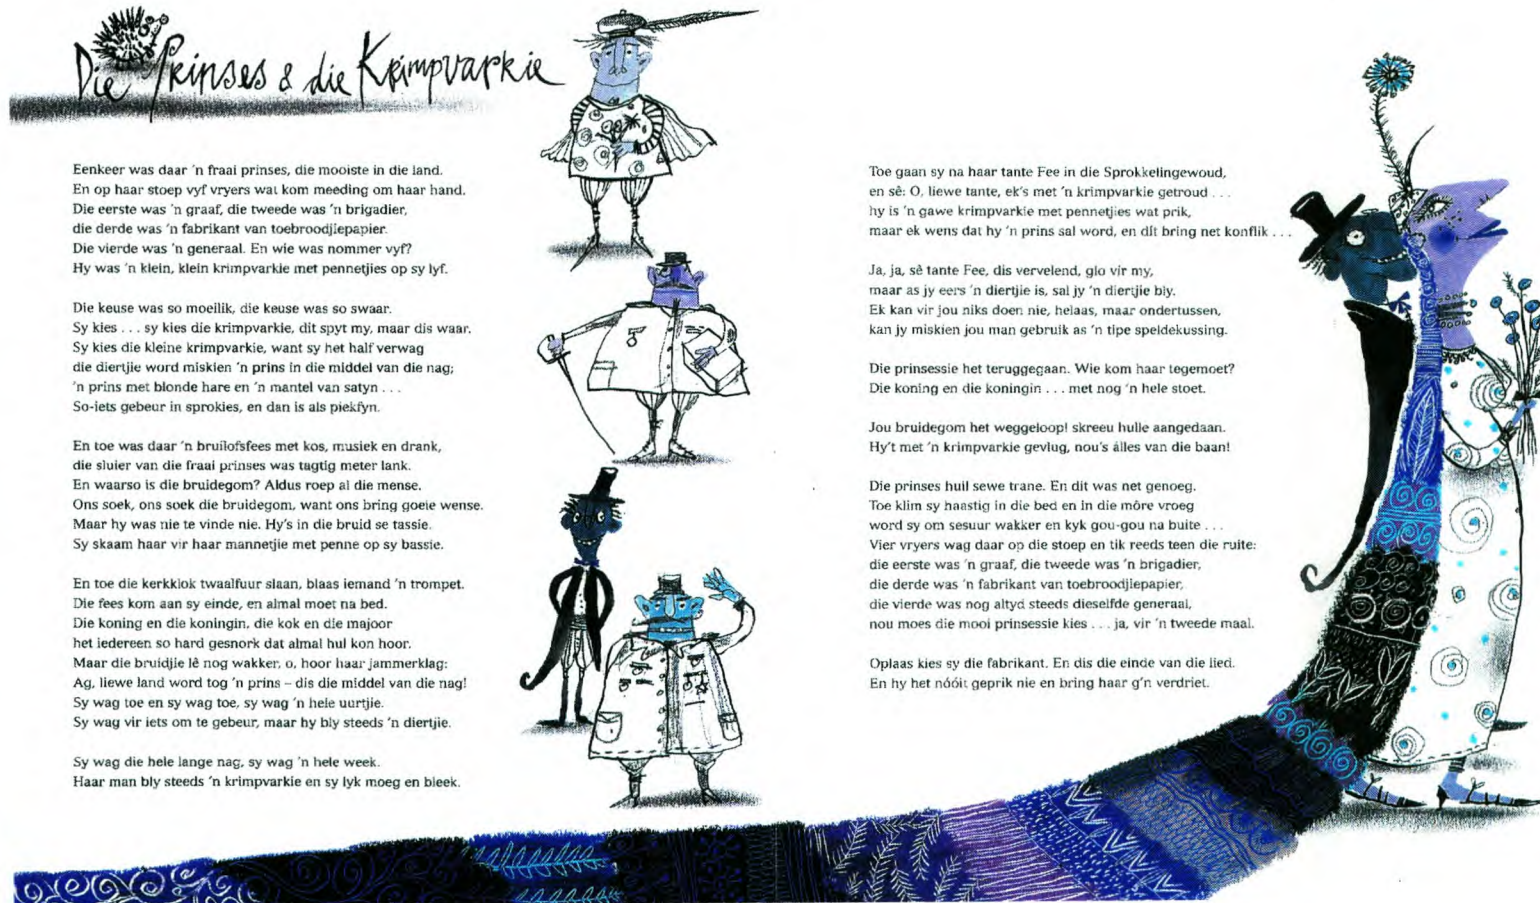 Die Prinses & die Krimpvarkie
Eenkeer was daar 'n fraai prinses, die mooiste in die land.
En op haar stoep vyf vryers wat kom meeding om haar hand.
Die eerste was 'n graaf, die tweede was 'n brigadier,
die derde was 'n fabrikant van toebroodjiepapier.
Die vierde was 'n generaal. En wie was nommer vyf?
Hy was 'n klein, klein krimpvarkie met pennetjies op sy lyf.

Die keuse was so moeilik, die keuse was so swaar.
Sy kies . . . sy kies die krimpvarkie, dit spyt my, maar dis waar.
Sy kies die kleine krimpvarkie, want sy het half verwag
die diertjie word miskien 'n prins in die middel van die nag;
'n prins met blonde hare en 'n mantel van satyn . . .
So-iets gebeur in sprokies, en dan is als piekfyn.

En toe was daar 'n bruilofsfees met kos, musiek en drank,
die sluier van die fraai prinses was tagtig meter lank.
En waarso is die bruidegom? Aldus roep al die mense.
Ons soek, ons soek die bruidegom, want ons bring goeie wense.
Maar hy was nie te vinde nie. Hy's in die bruid se tassie.
Sy skaam haar vir haar mannetjie met penne op sy bassie.

En toe die kerkklok twaalfuur slaan, blaas iemand 'n trompet.
Die fees kom aan sy einde, en almal moet na bed.
Die koning en die koningin, die kok en die majoor
het iedereen so hard gesnork dat almal hul kon hoor.
Maar die bruidjie lê nog wakker, o, hoor haar jammerklag:
Ag, liewe land word tog 'n prins – dis die middel van die nag!
Sy wag toe en sy wag toe, sy wag 'n hele uurtjie.
Sy wag vir iets om te gebeur, maar hy bly steeds 'n diertjie.

Sy wag die hele lange nag, sy wag 'n hele week.
Haar man bly steeds 'n krimpvarkie en sy lyk moeg en bleek.

Toe gaan sy na haar tante Fee in die Sprokkelingewoud,
en sê: O, liewe tante, ek's met 'n krimpvarkie getroud . . .
hy is 'n gawe krimpvarkie met pennetjies wat prik,
maar ek wens dat hy 'n prins sal word, en dít bring net konflik . . .

Ja, ja, sê tante Fee, dis vervelend, glo vir my,
maar as jy eers 'n diertjie is, sal jy 'n diertjie bly.
Ek kan vir jou niks doen nie, helaas, maar ondertussen,
kan jy miskien jou man gebruik as 'n tipe speldekussing.

Die prinsessie het teruggegaan. Wie kom haar tegemoet?
Die koning en die koningin . . . met nog 'n hele stoet.

Jou bruidegom het weggeloop! skreeu hulle aangedaan.
Hy't met 'n krimpvarkie gevlug, nou's álles van die baan!

Die prinses huil sewe trane. En dit was net genoeg.
Toe klim sy haastig in die bed en in die môre vroeg
word sy om sesuur wakker en kyk gou-gou na buite . . .
Vier vryers wag daar op die stoep en tik reeds teen die ruite:
die eerste was 'n graaf, die tweede was 'n brigadier,
die derde was 'n fabrikant van toebroodjiepapier,
die vierde was nog altyd steeds dieselfde generaal,
nou moes die mooi prinsessie kies . . . ja, vir 'n tweede maal.

Oplaas kies sy die fabrikant. En dis die einde van die lied.
En hy het nóóit geprik nie en bring haar g'n verdriet.